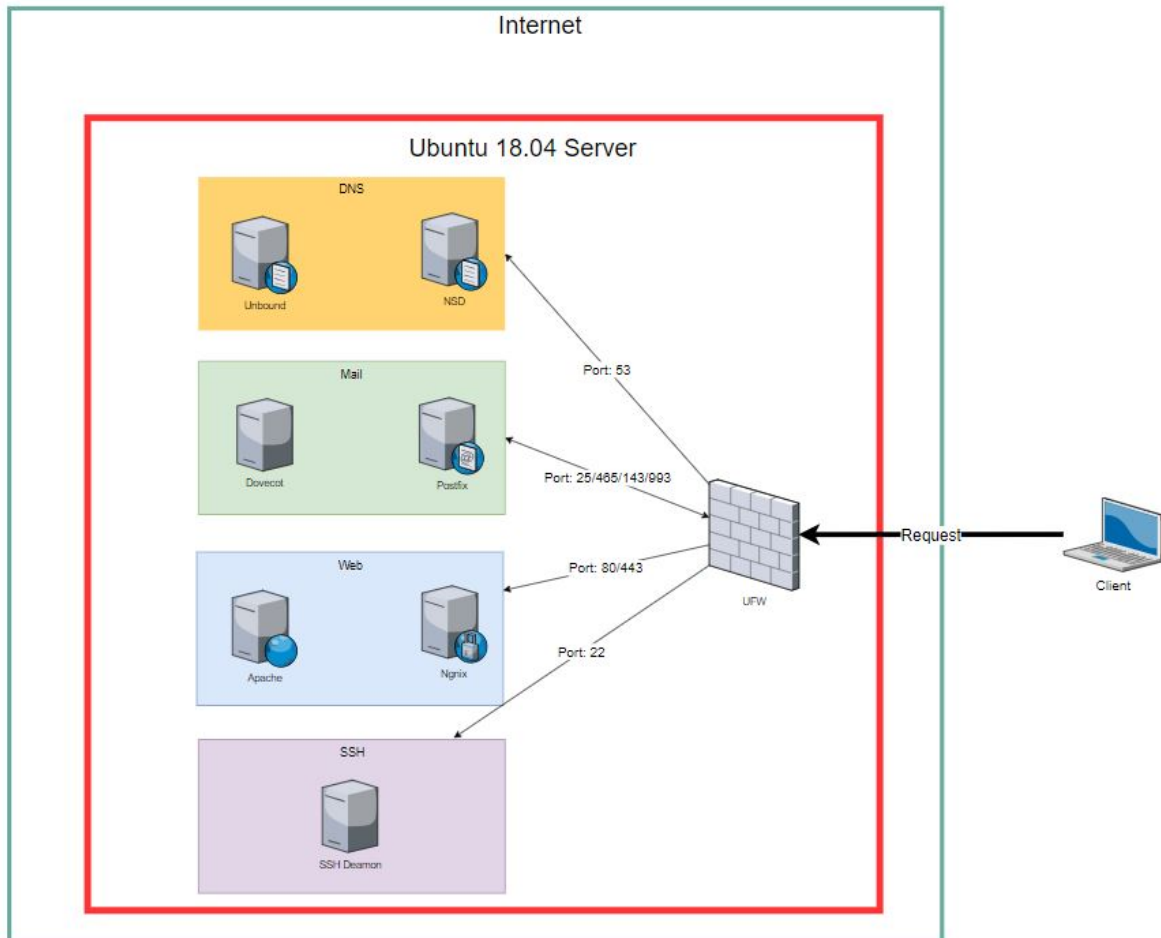 Internet
Ubuntu 18.04 Server
DNS
Unbound
NSD
Port: 53
Mail
Dovecot
Postfix
Port: 25/465/143/993
Web
Apache
Ngnix
Port: 80/443
UFW
Request
Client
Port: 22
SSH
SSH Deamon